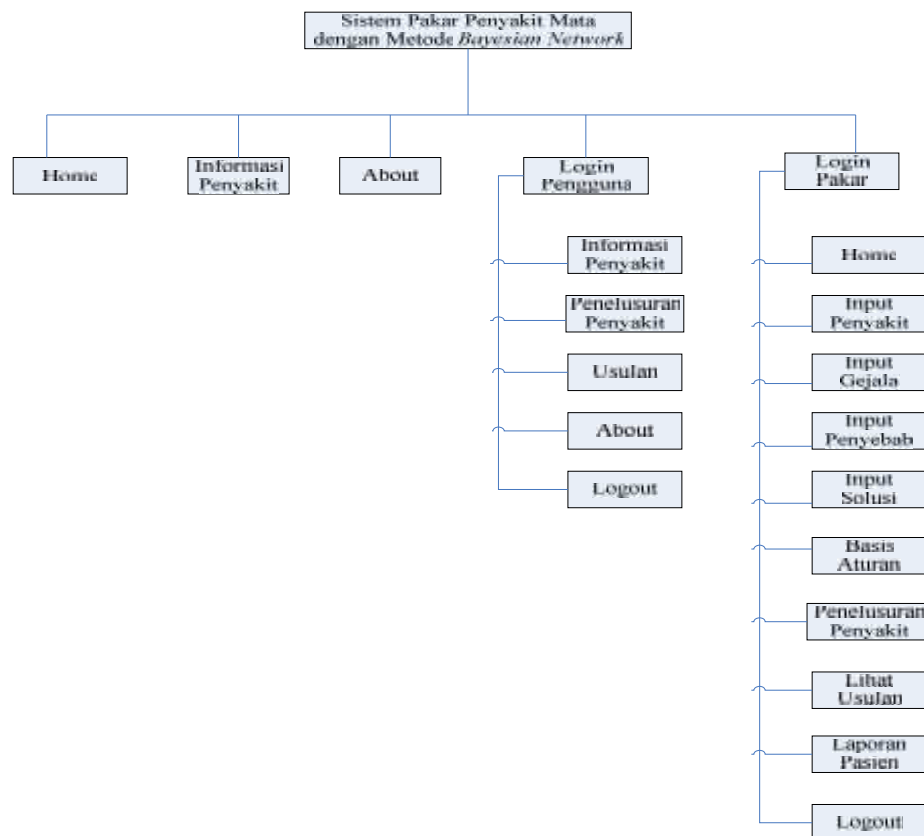 Sistem Pakar Penyakit Mata
dengan Metode Bayesian Network
Home
Informasi
Penyakit
About
Login
Pengguna
Login
Pakar
Informasi
Penyakit
Penelusuran
Penyakit
Usulan
About
Logout
Home
Input
Penyakit
Input
Gejala
Input
Penyebab
Input
Solusi
Basis
Aturan
Penelusuran
Penyakit
Lihat
Usulan
Laporan
Pasien
Logout